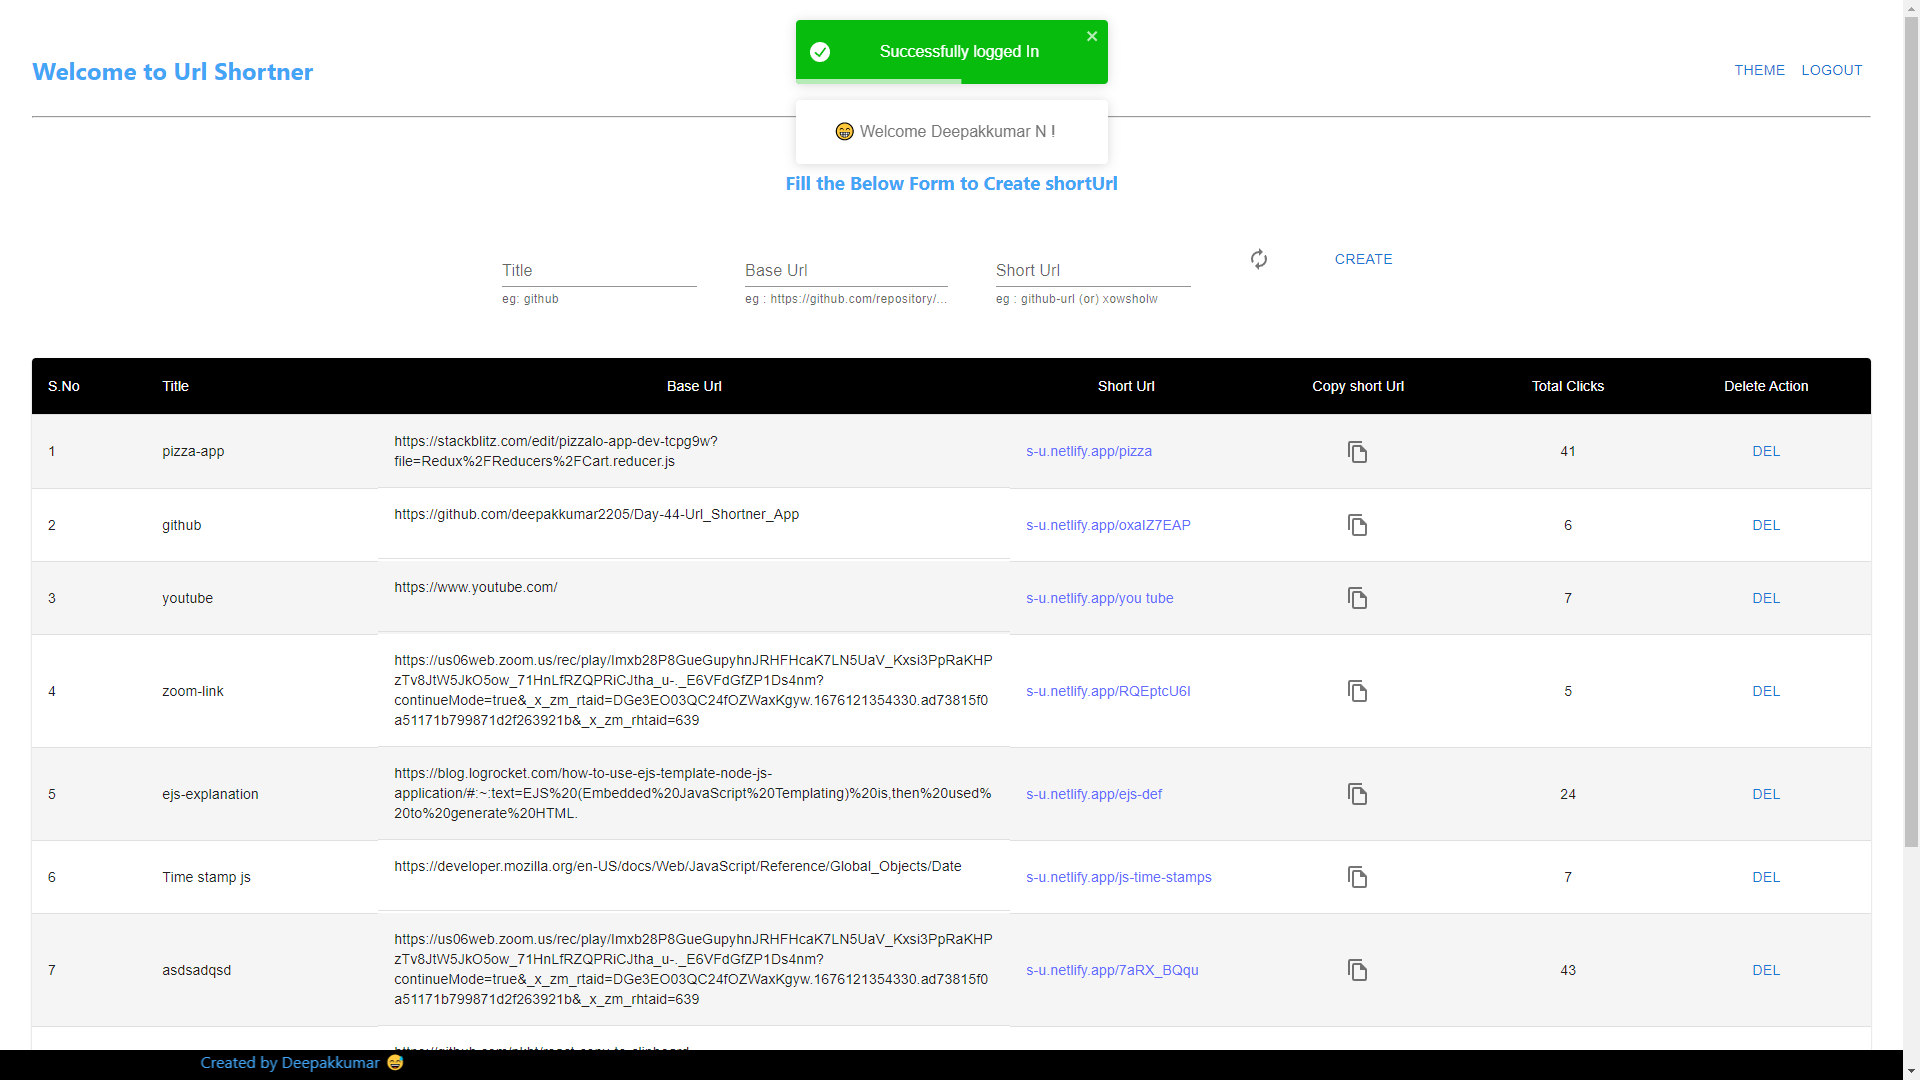 Successfully logged In
Welcome to Url Shortner
THEME LOGOUT
😁 Welcome Deepakkumar N !
Fill the Below Form to Create shortUrl
Title Base Url Short Url CREATE
eg: github eg : https://github.com/repository/... eg : github-url (or) xowsholw
S.No Title Base Url Short Url Copy short Url Total Clicks Delete Action
1 pizza-app https://stackblitz.com/edit/pizzalo-app-dev-tcpg9w?
file=Redux%2FReducers%2FCart.reducer.js s-u.netlify.app/pizza 41 DEL
2 github https://github.com/deepakkumar2205/Day-44-Url_Shortner_App s-u.netlify.app/oxaIZ7EAP 6 DEL
3 youtube https://www.youtube.com/ s-u.netlify.app/you tube 7 DEL
https://us06web.zoom.us/rec/play/Imxb28P8GueGupyhnJRHFHcaK7LN5UaV_Kxsi3PpRaKHP
zTv8JtW5JkO5ow_71HnLfRZQPRiCJtha_u-._E6VFdGfZP1Ds4nm?
4 zoom-link continueMode=true&_x_zm_rtaid=DGe3EO03QC24fOZWaxKgyw.1676121354330.ad73815f0 s-u.netlify.app/RQEptcU6I 5 DEL
a51171b799871d2f263921b&_x_zm_rhtaid=639
https://blog.logrocket.com/how-to-use-ejs-template-node-js-
5 ejs-explanation application/#:~:text=EJS%20(Embedded%20JavaScript%20Templating)%20is,then%20used% s-u.netlify.app/ejs-def 24 DEL
20to%20generate%20HTML.
6 Time stamp js https://developer.mozilla.org/en-US/docs/Web/JavaScript/Reference/Global_Objects/Date s-u.netlify.app/js-time-stamps 7 DEL
https://us06web.zoom.us/rec/play/Imxb28P8GueGupyhnJRHFHcaK7LN5UaV_Kxsi3PpRaKHP
zTv8JtW5JkO5ow_71HnLfRZQPRiCJtha_u-._E6VFdGfZP1Ds4nm?
7 asdsadqsd continueMode=true&_x_zm_rtaid=DGe3EO03QC24fOZWaxKgyw.1676121354330.ad73815f0 s-u.netlify.app/7aRX_BQqu 43 DEL
a51171b799871d2f263921b&_x_zm_rhtaid=639
Created by Deepakkumar 😅